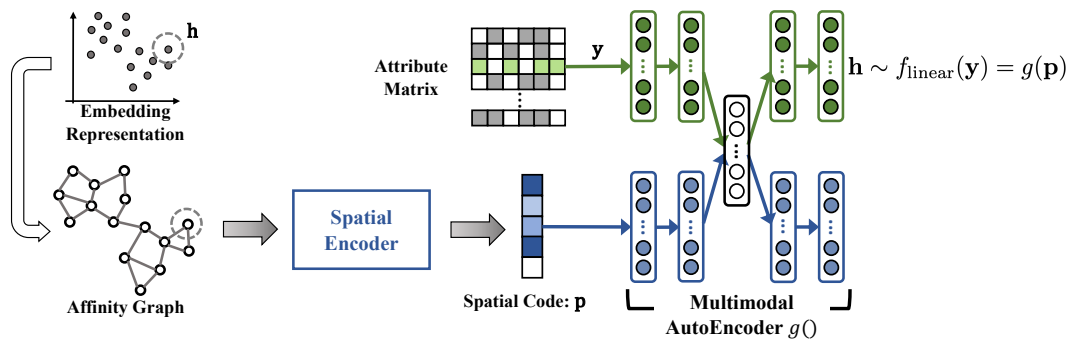 h
Embedding
Representation
Attribute
Matrix
y
h ∼ f_linear(y) = g(p)
Affinity Graph
Spatial
Encoder
Spatial Code: p
Multimodal
AutoEncoder g()